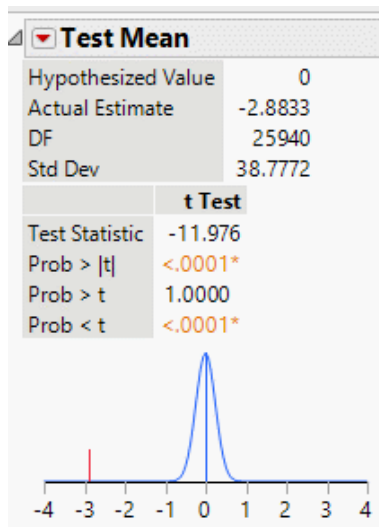 Test Mean
Hypothesized Value 0
Actual Estimate -2.8833
DF 25940
Std Dev 38.7772
t Test
Test Statistic -11.976
Prob > |t| <.0001*
Prob > t 1.0000
Prob < t <.0001*
-4 -3 -2 -1 0 1 2 3 4